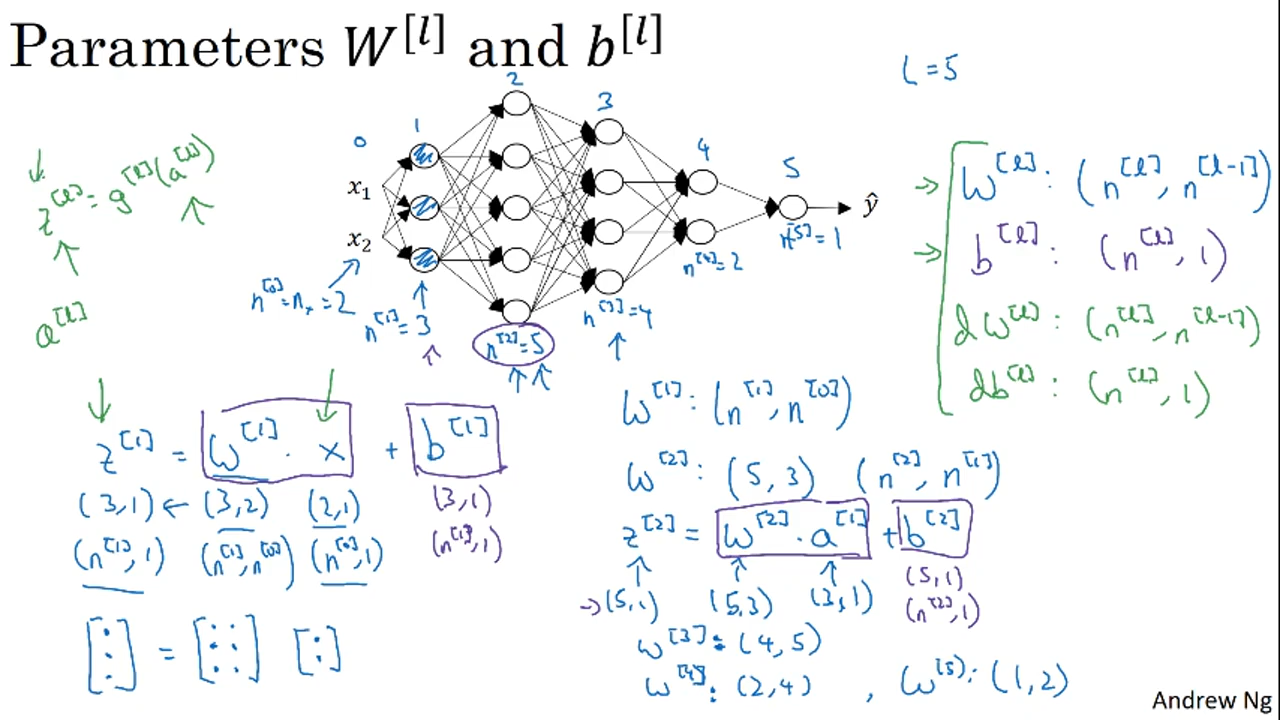 Parameters W^[l] and b^[l]
L = 5
z^[l] = g^[l](a^[l])
a^[l]
0
1
2
3
4
5
x₁
x₂
ŷ
n^[0] = nₓ = 2
n^[1] = 3
n^[2] = 5
n^[3] = 4
n^[4] = 2
n^[5] = 1
→ W^[l] : (n^[l], n^[l-1])
→ b^[l] : (n^[l], 1)
dW^[l] : (n^[l], n^[l-1])
db^[l] : (n^[l], 1)
z^[1] = W^[1] · x + b^[1]
(3,1) ← (3,2) (2,1) (3,1)
(n^[1], 1) (n^[1], n^[0]) (n^[0], 1) (n^[1], 1)
[⋮] = [: :] [:]
W^[1] : (n^[1], n^[0])
W^[2] : (5, 3) (n^[2], n^[1])
z^[2] = W^[2] · a^[1] + b^[2]
→ (5,1) (5,3) (3,1) (5,1)
(n^[2], 1)
W^[3] : (4, 5)
W^[4] : (2, 4) , W^[5] : (1, 2)
Andrew Ng